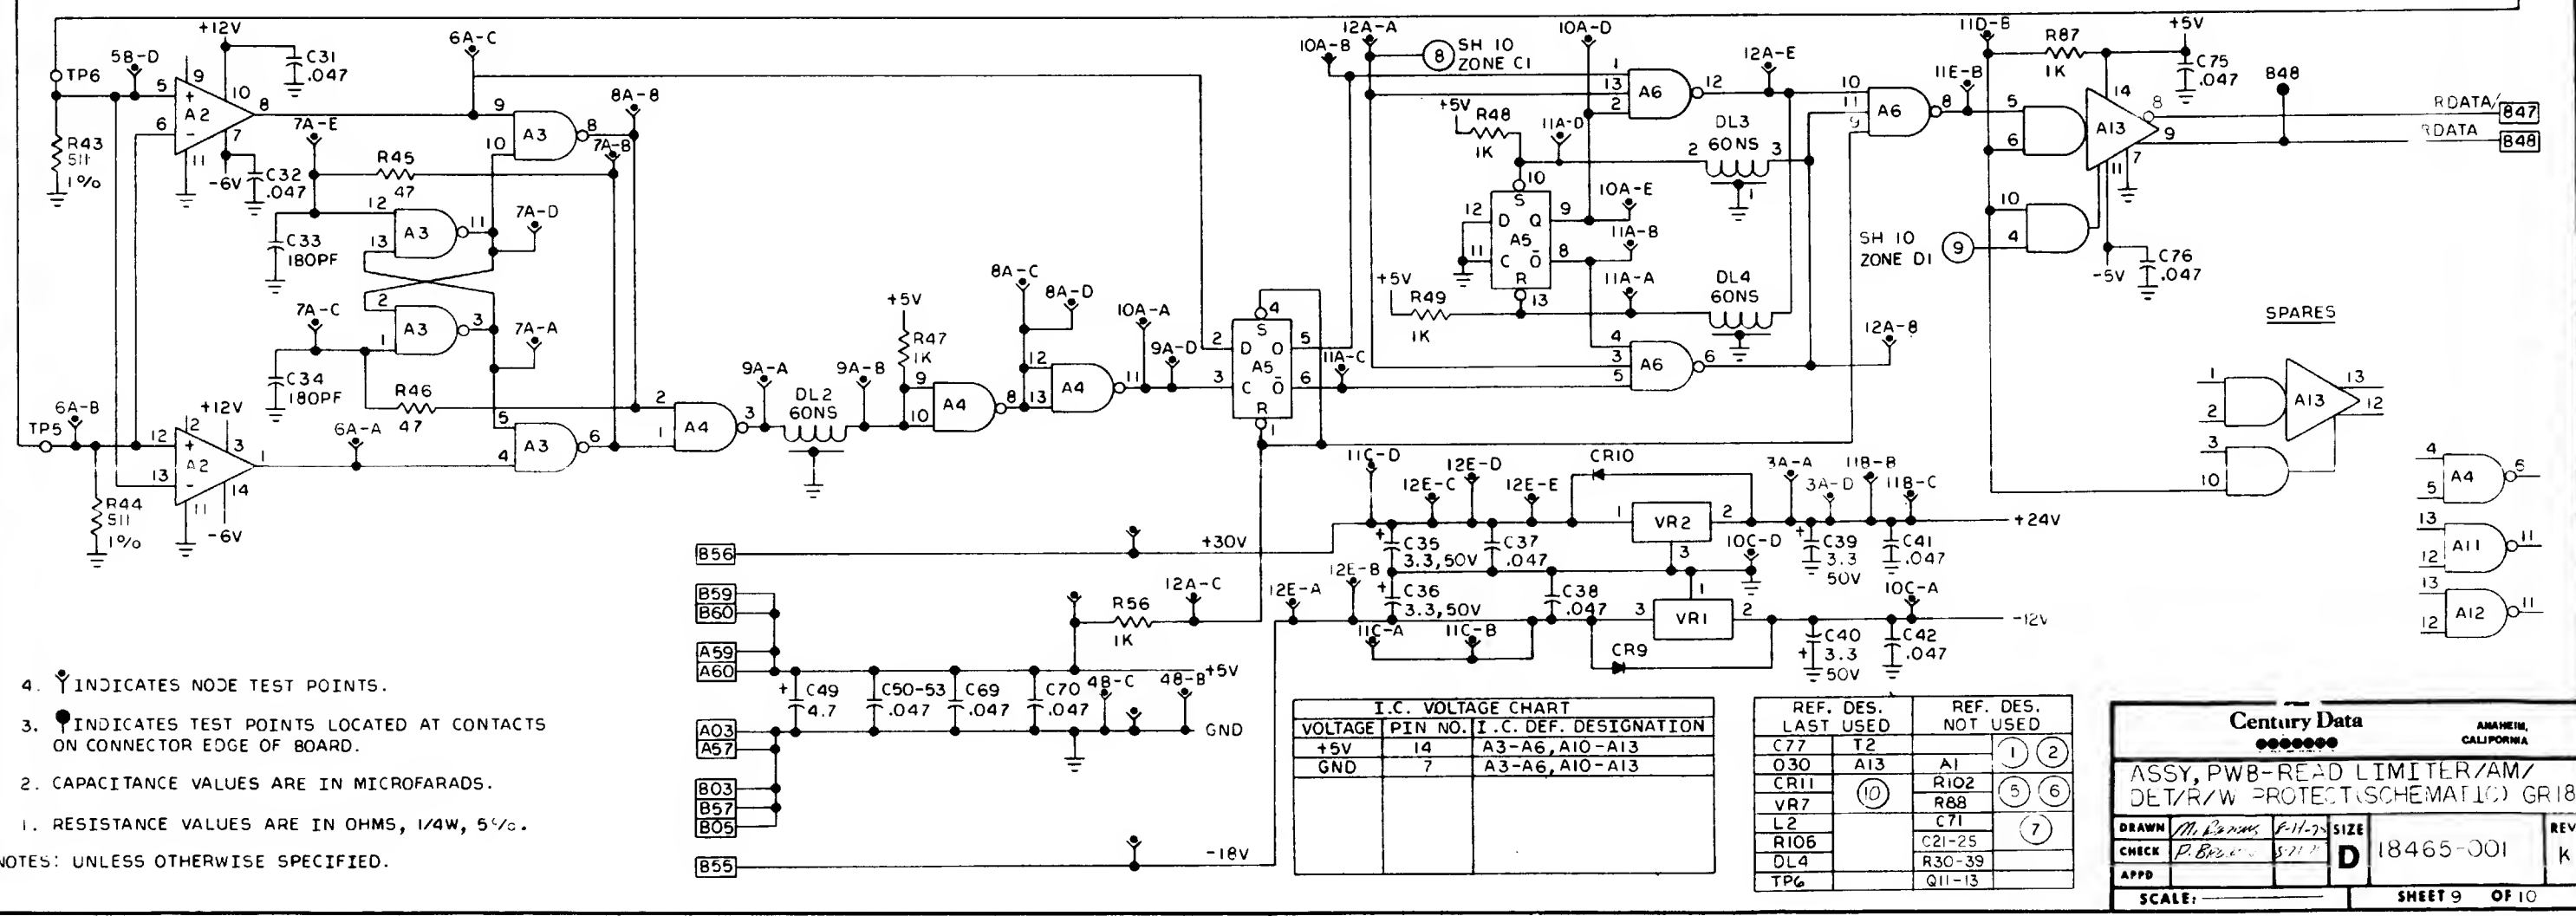 +12V
C31
.047
6A-C
TP6
5B-D
5
9
+
A2
10
8
6
-
7
11
R43
511
1%
-6V
C32
.047
7A-E
R45
47
9
A3
8
10
8A-8
7A-B
12
A3
11
13
7A-D
C33
180PF
2
A3
3
1
7A-C
7A-A
C34
180PF
R46
47
TP5
6A-B
6A-A
+12V
12
2
+
A2
3
1
13
-
14
11
R44
511
1%
-6V
5
A3
6
4
2
A4
3
1
9A-A
DL2
60NS
9A-B
+5V
R47
1K
9
A4
8
10
8A-C
8A-D
12
A4
11
13
10A-A
9A-D
4
S
2
D
O
5
A5
3
C
O
6
R
1
11A-C
10A-B
12A-A
8
SH 10
ZONE C1
10A-D
1
13
A6
12
2
12A-E
+5V
R48
1K
11A-D
DL3
60NS
2
3
1
10
S
12
D
Q
9
10A-E
A5
11
C
O
8
11A-8
R
13
11A-A
+5V
R49
1K
DL4
60NS
4
3
A6
6
5
12A-8
10
11
A6
8
9
11E-B
11D-B
R87
1K
+5V
C75
.047
14
5
6
A13
8
9
7
11
B48
RDATA/
B47
RDATA
B48
10
4
SH 10
ZONE D1
9
-5V
C76
.047
SPARES
1
2
A13
13
12
3
10
4
A4
6
5
13
A11
11
12
13
A12
11
12
B56
+30V
11C-D
12E-C
12E-D
12E-E
CR10
1
VR2
2
3
3A-A
3A-D
11B-B
11B-C
+24V
C35
3.3,50V
C37
.047
10C-D
C39
3.3
50V
C41
.047
12E-A
12E-B
C36
3.3,50V
C38
.047
1
3
VR1
2
10C-A
-12V
11C-A
11C-B
CR9
C40
3.3
50V
C42
.047
B59
B60
A59
A60
R56
1K
12A-C
+5V
C49
4.7
C50-53
.047
C69
.047
C70
.047
48-C
48-B
GND
A03
A57
B03
B57
B05
B55
-18V
4. INDICATES NODE TEST POINTS.
3. INDICATES TEST POINTS LOCATED AT CONTACTS
ON CONNECTOR EDGE OF BOARD.
2. CAPACITANCE VALUES ARE IN MICROFARADS.
1. RESISTANCE VALUES ARE IN OHMS, 1/4W, 5%.
NOTES: UNLESS OTHERWISE SPECIFIED.
I.C. VOLTAGE CHART
VOLTAGE PIN NO. I.C. DEF. DESIGNATION
+5V 14 A3-A6, A10-A13
GND 7 A3-A6, A10-A13
REF. DES. REF. DES.
LAST USED NOT USED
C77 T2 1 2
Q30 A13 A1
CR11 10 R102 5 6
VR7 R88
L2 C71 7
R106 C21-25
DL4 R30-39
TP6 Q11-13
Century Data
ANAHEIM,
CALIFORNIA
ASSY, PWB-READ LIMITER/AM/
DET/R/W PROTECT (SCHEMATIC) GR18
DRAWN
SIZE
REV
CHECK
D
18465-001
K
APPD
SCALE:
SHEET 9 OF 10